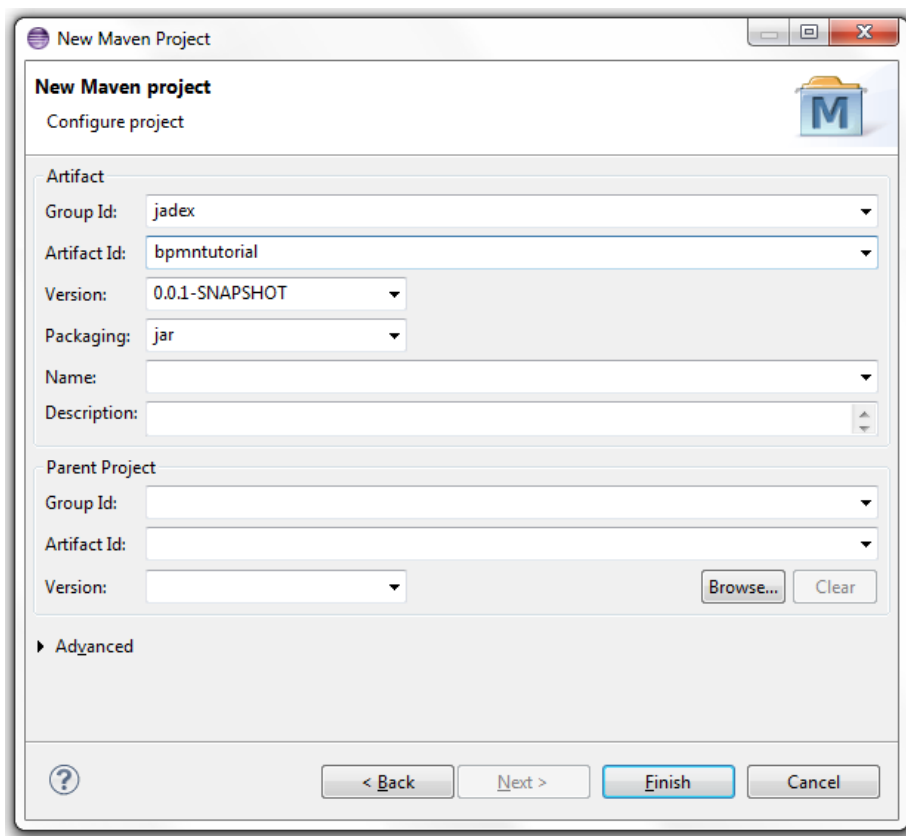 New Maven Project
New Maven project
Configure project
M
Artifact
Group Id: jadex
Artifact Id: bpmntutorial
Version: 0.0.1-SNAPSHOT
Packaging: jar
Name:
Description:
Parent Project
Group Id:
Artifact Id:
Version: Browse... Clear
Advanced
? < Back Next > Finish Cancel